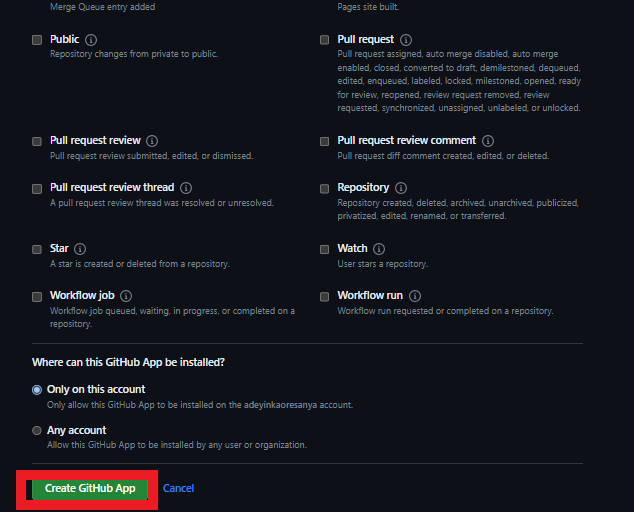 Merge Queue entry added
Pages site built.
Public
Repository changes from private to public.
Pull request
Pull request assigned, auto merge disabled, auto merge
enabled, closed, converted to draft, demilestoned, dequeued,
edited, enqueued, labeled, locked, milestoned, opened, ready
for review, reopened, review request removed, review
requested, synchronized, unassigned, unlabeled, or unlocked.
Pull request review
Pull request review submitted, edited, or dismissed.
Pull request review comment
Pull request diff comment created, edited, or deleted.
Pull request review thread
A pull request review thread was resolved or unresolved.
Repository
Repository created, deleted, archived, unarchived, publicized,
privatized, edited, renamed, or transferred.
Star
A star is created or deleted from a repository.
Watch
User stars a repository.
Workflow job
Workflow job queued, waiting, in progress, or completed on a
repository.
Workflow run
Workflow run requested or completed on a repository.
Where can this GitHub App be installed?
Only on this account
Only allow this GitHub App to be installed on the adeyinkaoresanya account.
Any account
Allow this GitHub App to be installed by any user or organization.
Create GitHub App
Cancel